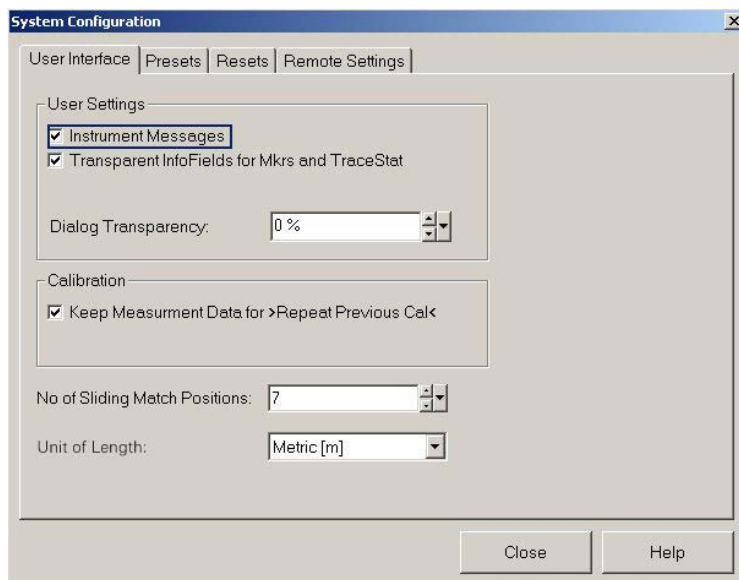 System Configuration
User Interface Presets Resets Remote Settings
User Settings
Instrument Messages
Transparent InfoFields for Mkrs and TraceStat
Dialog Transparency: 0 %
Calibration
Keep Measurment Data for >Repeat Previous Cal<
No of Sliding Match Positions: 7
Unit of Length: Metric [m]
Close Help